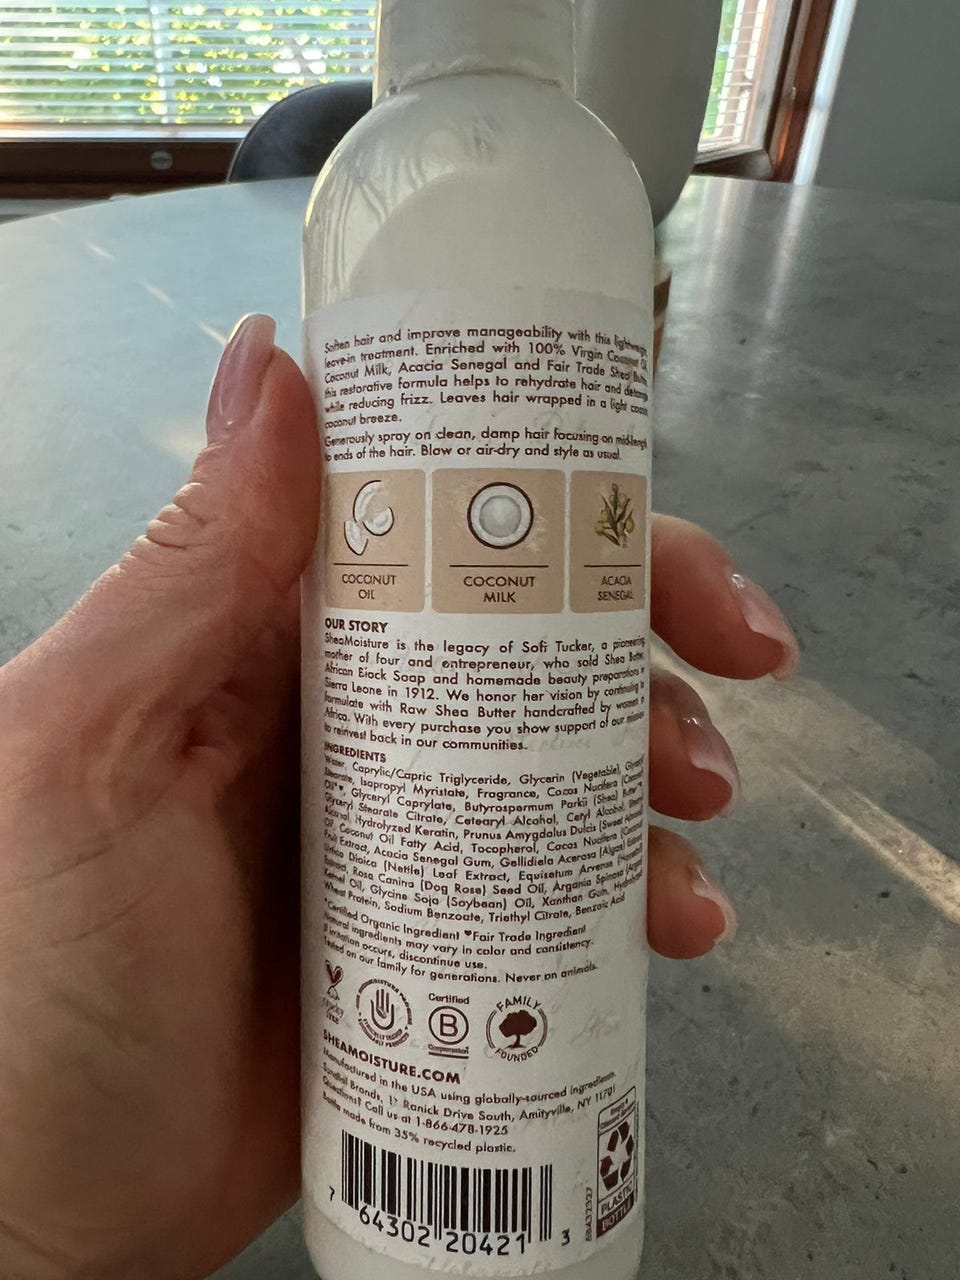 Soften hair and improve manageability with this lightweight
leave-in treatment. Enriched with 100% Virgin Coconut Oil,
Coconut Milk, Acacia Senegal and Fair Trade Shea Butter,
this restorative formula helps to rehydrate hair and detangle
while reducing frizz. Leaves hair wrapped in a light
coconut breeze.
Generously spray on clean, damp hair focusing on mid-length
to ends of the hair. Blow or air-dry and style as usual.
COCONUT
OIL
COCONUT
MILK
ACACIA
SENEGAL
OUR STORY
SheaMoisture is the legacy of Sofi Tucker, a pioneering
mother of four and entrepreneur, who sold Shea Butter,
African Black Soap and homemade beauty preparations in
Sierra Leone in 1912. We honor her vision by continuing to
formulate with Raw Shea Butter handcrafted by women in
Africa. With every purchase you show support of our mission
to reinvest back in our communities.
INGREDIENTS
Water, Caprylic/Capric Triglyceride, Glycerin (Vegetable), Glyceryl
Stearate, Isopropyl Myristate, Fragrance, Cocos Nucifera (Coconut)
Oil*♥, Glyceryl Caprylate, Butyrospermum Parkii (Shea) Butter*♥,
Glyceryl Stearate Citrate, Cetearyl Alcohol, Cetyl Alcohol, Stearyl
Alcohol, Hydrolyzed Keratin, Prunus Amygdalus Dulcis (Sweet Almond)
Oil, Coconut Oil Fatty Acid, Tocopherol, Cocos Nucifera (Coconut)
Fruit Extract, Acacia Senegal Gum, Gellidiela Acerosa (Algae) Extract,
Urtica Dioica (Nettle) Leaf Extract, Equisetum Arvense (Horsetail)
Extract, Rosa Canina (Dog Rose) Seed Oil, Argania Spinosa (Argan)
Kernel Oil, Glycine Soja (Soybean) Oil, Xanthan Gum, Hydrolyzed
Wheat Protein, Sodium Benzoate, Triethyl Citrate, Benzoic Acid
*Certified Organic Ingredient ♥Fair Trade Ingredient
Natural ingredients may vary in color and consistency.
If irritation occurs, discontinue use.
Tested on our family for generations. Never on animals.
Certified
B
Corporation
FAMILY
FOUNDED
SHEAMOISTURE.COM
Manufactured in the USA using globally-sourced ingredients.
Sundial Brands, 11 Ranick Drive South, Amityville, NY 11701
Questions? Call us at 1-866-478-1925
Bottle made from 35% recycled plastic.
PLASTIC
BOTTLE
7 64302 20421 3